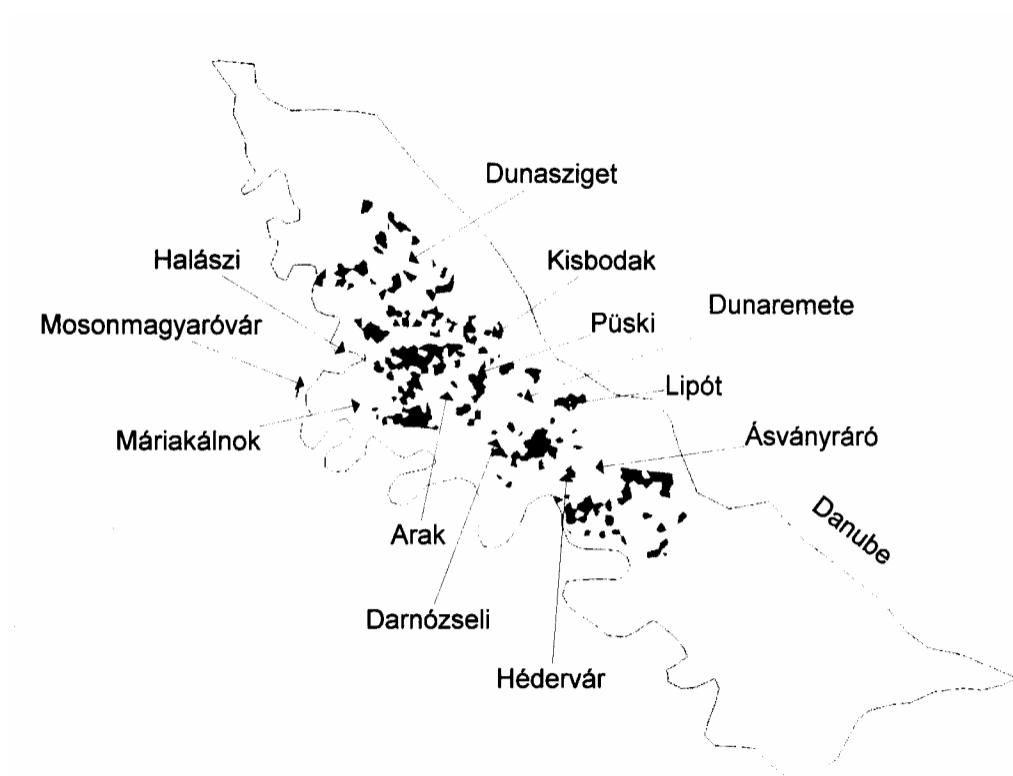 Dunasziget
Halászi
Kisbodak
Dunaremete
Mosonmagyaróvár
Püski
Lipót
Máriakálnok
Ásványráró
Danube
Arak
Darnózseli
Hédervár